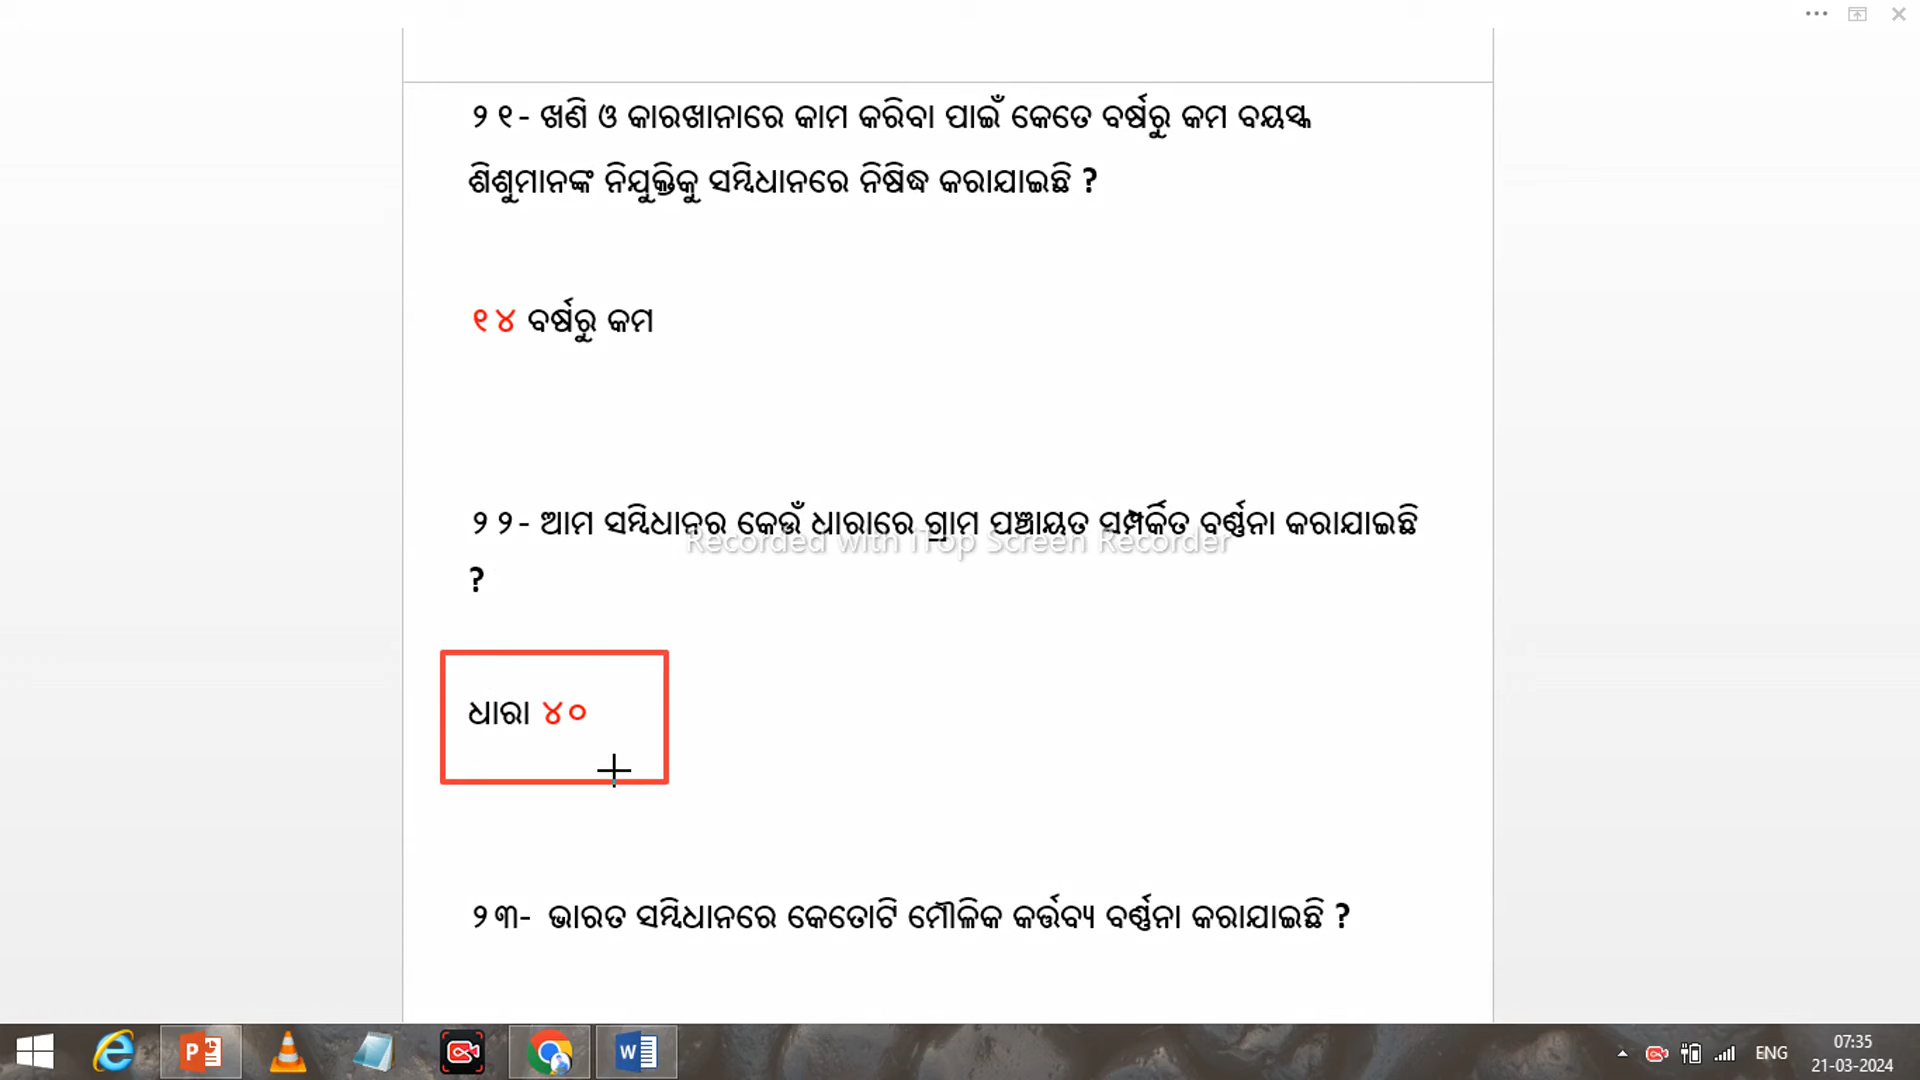 ୨୧- ଖଣି ଓ କାରଖାନାରେ କାମ କରିବା ପାଇଁ କେତେ ବର୍ଷରୁ କମ ବୟସ୍କ
ଶିଶୁମାନଙ୍କ ନିଯୁକ୍ତିକୁ ସମ୍ବିଧାନରେ ନିଷିଦ୍ଧ କରାଯାଇଛି ?
୧୪ ବର୍ଷରୁ କମ
୨୨- ଆମ ସମ୍ବିଧାନର କେଉଁ ଧାରାରେ ଗ୍ରାମ ପଞ୍ଚାୟତ ସମ୍ପର୍କିତ ବର୍ଣ୍ଣନା କରାଯାଇଛି
Recorded with iTop Screen Recorder
?
ଧାରା ୪୦
୨୩- ଭାରତ ସମ୍ବିଧାନରେ କେତୋଟି ମୌଳିକ କର୍ତ୍ତବ୍ୟ ବର୍ଣ୍ଣନା କରାଯାଇଛି ?
ENG
07:35
21-03-2024